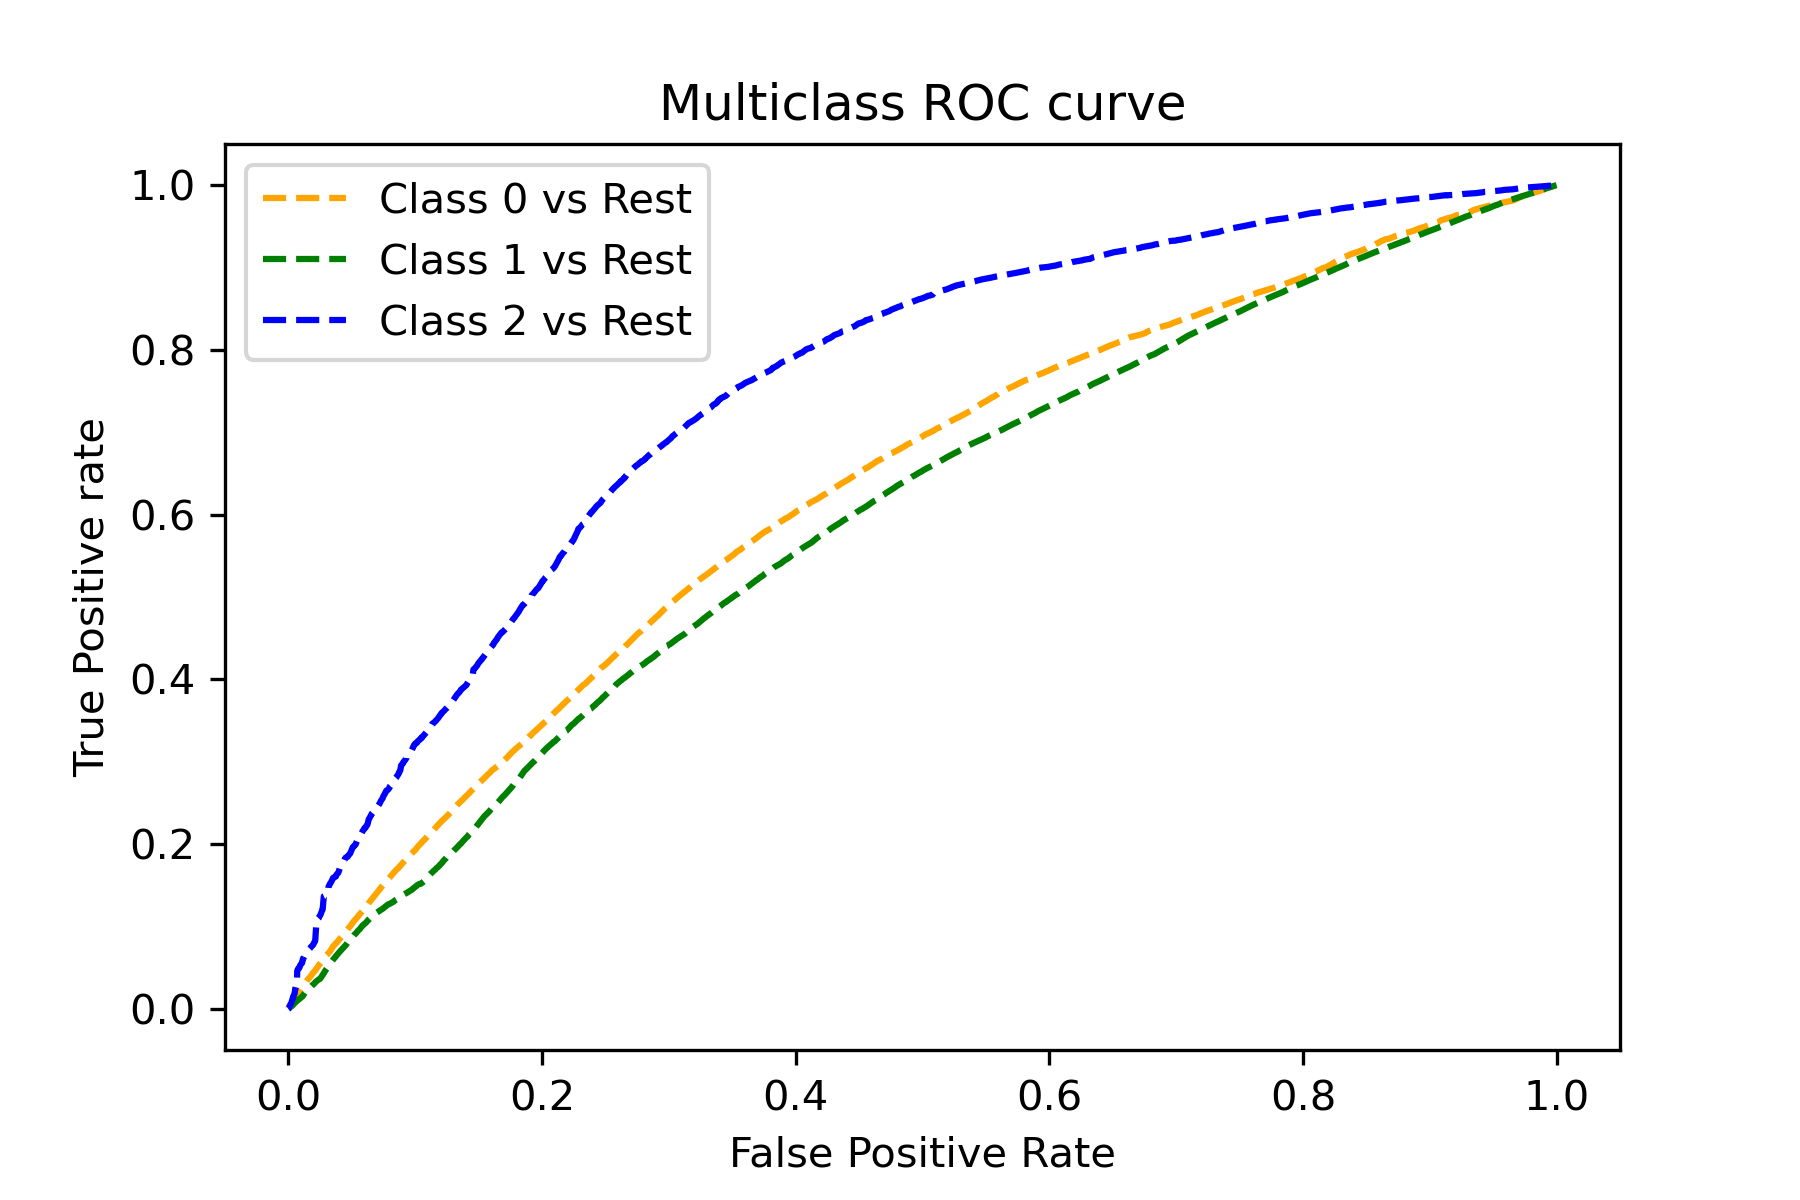 Multiclass ROC curve
Class 0 vs Rest
Class 1 vs Rest
Class 2 vs Rest
1.0
0.8
0.6
0.4
0.2
0.0
True Positive rate
0.0 0.2 0.4 0.6 0.8 1.0
False Positive Rate